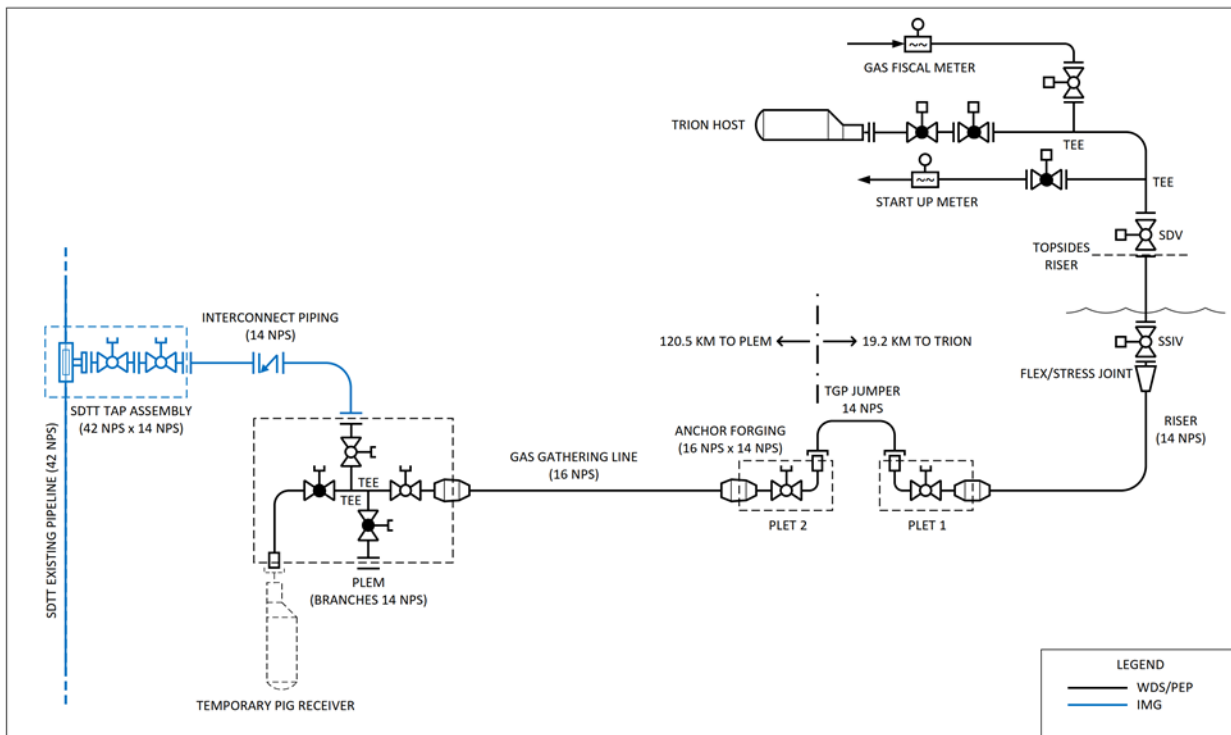 GAS FISCAL METER
TRION HOST
TEE
START UP METER
TEE
SDV
TOPSIDES
RISER
INTERCONNECT PIPING
(14 NPS)
120.5 KM TO PLEM
19.2 KM TO TRION
SSIV
FLEX/STRESS JOINT
TGP JUMPER
14 NPS
SDTT TAP ASSEMBLY
(42 NPS x 14 NPS)
ANCHOR FORGING
(16 NPS x 14 NPS)
RISER
(14 NPS)
GAS GATHERING LINE
(16 NPS)
TEE
TEE
PLET 2
PLET 1
SDTT EXISTING PIPELINE (42 NPS)
PLEM
(BRANCHES 14 NPS)
TEMPORARY PIG RECEIVER
LEGEND
WDS/PEP
IMG